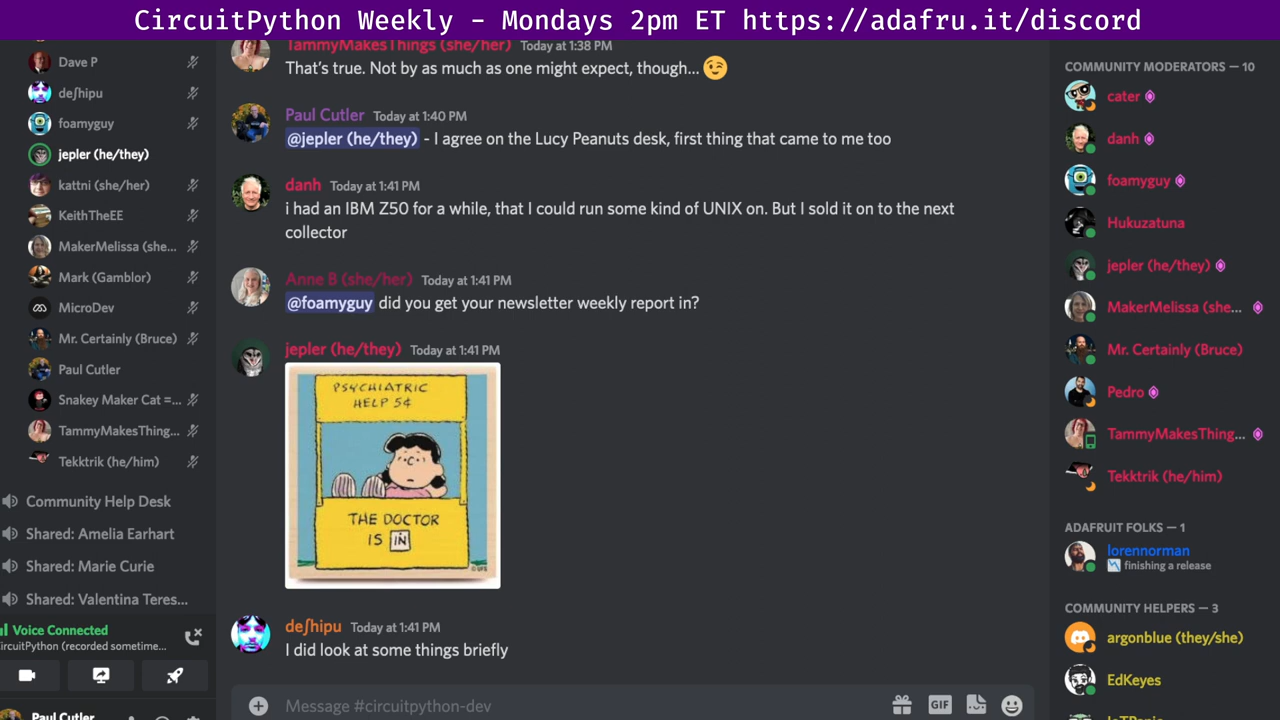 CircuitPython Weekly - Mondays 2pm ET https://adafru.it/discord
Dave P
deʃhipu
foamyguy
jepler (he/they)
kattni (she/her)
KeithTheEE
MakerMelissa (she...
Mark (Gamblor)
MicroDev
Mr. Certainly (Bruce)
Paul Cutler
Snakey Maker Cat =...
TammyMakesThing...
Tekktrik (he/him)
Community Help Desk
Shared: Amelia Earhart
Shared: Marie Curie
Shared: Valentina Teres...
Voice Connected
CircuitPython (recorded sometime...
Paul Cutler
TammyMakesThings (she/her) Today at 1:38 PM
That's true. Not by as much as one might expect, though...
Paul Cutler Today at 1:40 PM
@jepler (he/they) - I agree on the Lucy Peanuts desk, first thing that came to me too
danh Today at 1:41 PM
i had an IBM Z50 for a while, that I could run some kind of UNIX on. But I sold it on to the next
collector
Anne B (she/her) Today at 1:41 PM
@foamyguy did you get your newsletter weekly report in?
jepler (he/they) Today at 1:41 PM
PSYCHIATRIC
HELP 5¢
THE DOCTOR
IS IN
deʃhipu Today at 1:41 PM
I did look at some things briefly
Message #circuitpython-dev
GIF
COMMUNITY MODERATORS — 10
cater
danh
foamyguy
Hukuzatuna
jepler (he/they)
MakerMelissa (she...
Mr. Certainly (Bruce)
Pedro
TammyMakesThing...
Tekktrik (he/him)
ADAFRUIT FOLKS — 1
lorennorman
finishing a release
COMMUNITY HELPERS — 3
argonblue (they/she)
EdKeyes